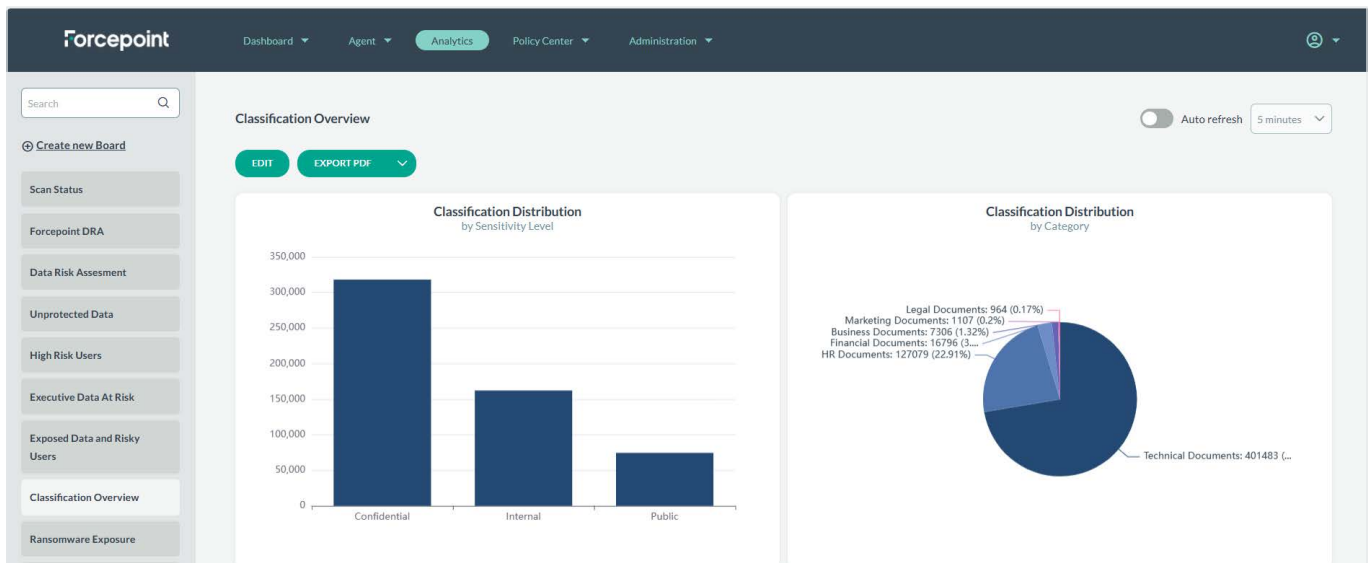 Forcepoint
Dashboard
Agent
Analytics
Policy Center
Administration
Search
Create new Board
Scan Status
Forcepoint DRA
Data Risk Assesment
Unprotected Data
High Risk Users
Executive Data At Risk
Exposed Data and Risky
Users
Classification Overview
Ransomware Exposure
Classification Overview
Auto refresh
5 minutes
EDIT
EXPORT PDF
Classification Distribution
by Sensitivity Level
350,000
300,000
250,000
200,000
150,000
100,000
50,000
0
Confidential
Internal
Public
Classification Distribution
by Category
Legal Documents: 964 (0.17%)
Marketing Documents: 1107 (0.2%)
Business Documents: 7306 (1.32%)
Financial Documents: 16796 (3....
HR Documents: 127079 (22.91%)
Technical Documents: 401483 (...